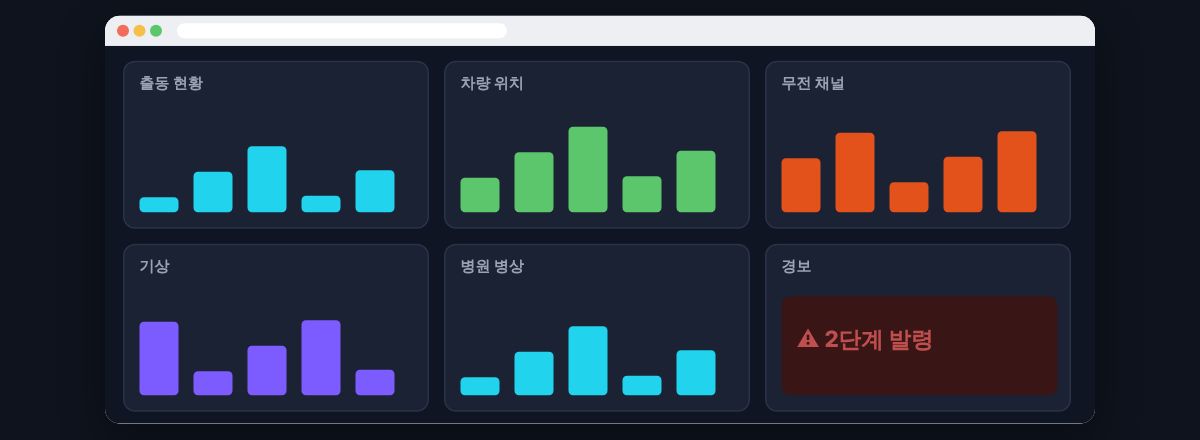 출동 현황
차량 위치
무전 채널
기상
병원 병상
경보
⚠ 2단계 발령